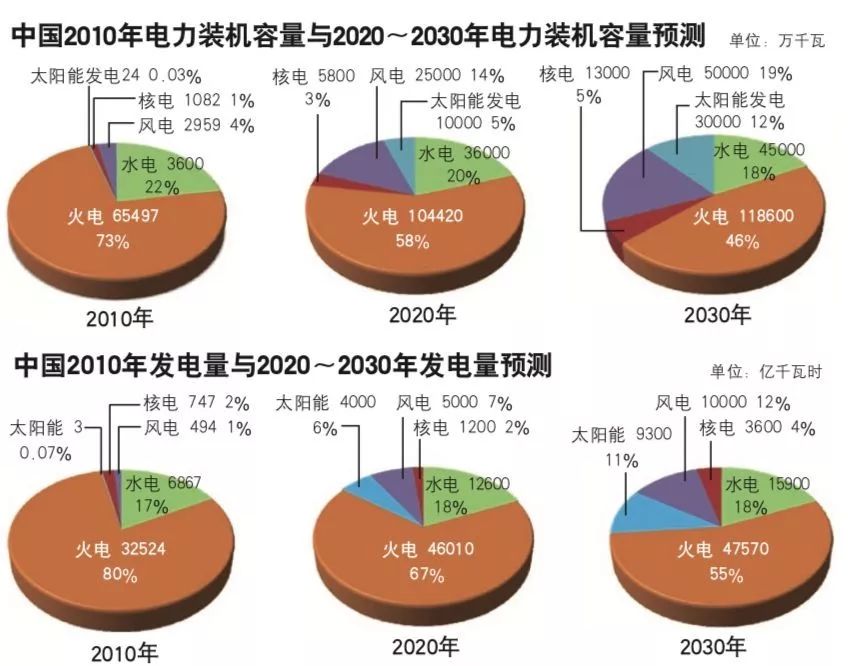 中国2010年电力装机容量与2020～2030年电力装机容量预测 单位：万千瓦
太阳能发电24 0.03%
核电 1082 1%
风电 2959 4%
水电 3600
22%
火电 65497
73%
2010年
核电 5800
3%
风电 25000 14%
太阳能发电
10000 5%
水电 36000
20%
火电 104420
58%
2020年
核电 13000
5%
风电 50000 19%
太阳能发电
30000 12%
水电 45000
18%
火电 118600
46%
2030年
中国2010年发电量与2020～2030年发电量预测 单位：亿千瓦时
核电 747 2%
太阳能 3
0.07%
风电 494 1%
水电 6867
17%
火电 32524
80%
2010年
太阳能 4000
6%
风电 5000 7%
核电 1200 2%
水电 12600
18%
火电 46010
67%
2020年
风电 10000 12%
太阳能 9300
11%
核电 3600 4%
水电 15900
18%
火电 47570
55%
2030年